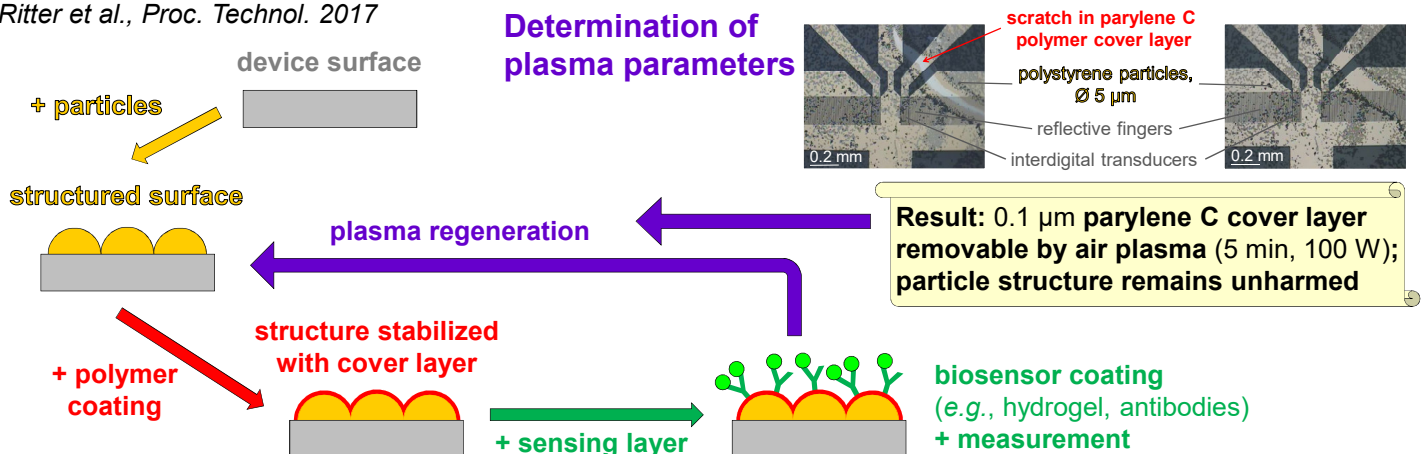 Ritter et al., Proc. Technol. 2017
Determination of
plasma parameters
scratch in parylene C
polymer cover layer
polystyrene particles,
Ø 5 µm
reflective fingers
interdigital transducers
0.2 mm
0.2 mm
device surface
+ particles
structured surface
plasma regeneration
Result: 0.1 µm parylene C cover layer
removable by air plasma (5 min, 100 W);
particle structure remains unharmed
+ polymer
coating
structure stabilized
with cover layer
+ sensing layer
biosensor coating
(e.g., hydrogel, antibodies)
+ measurement